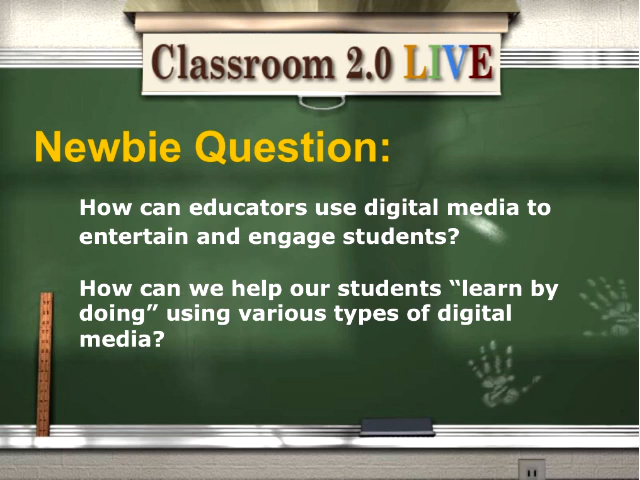 Classroom 2.0 LIVE
Newbie Question:
How can educators use digital media to
entertain and engage students?
How can we help our students “learn by
doing” using various types of digital
media?